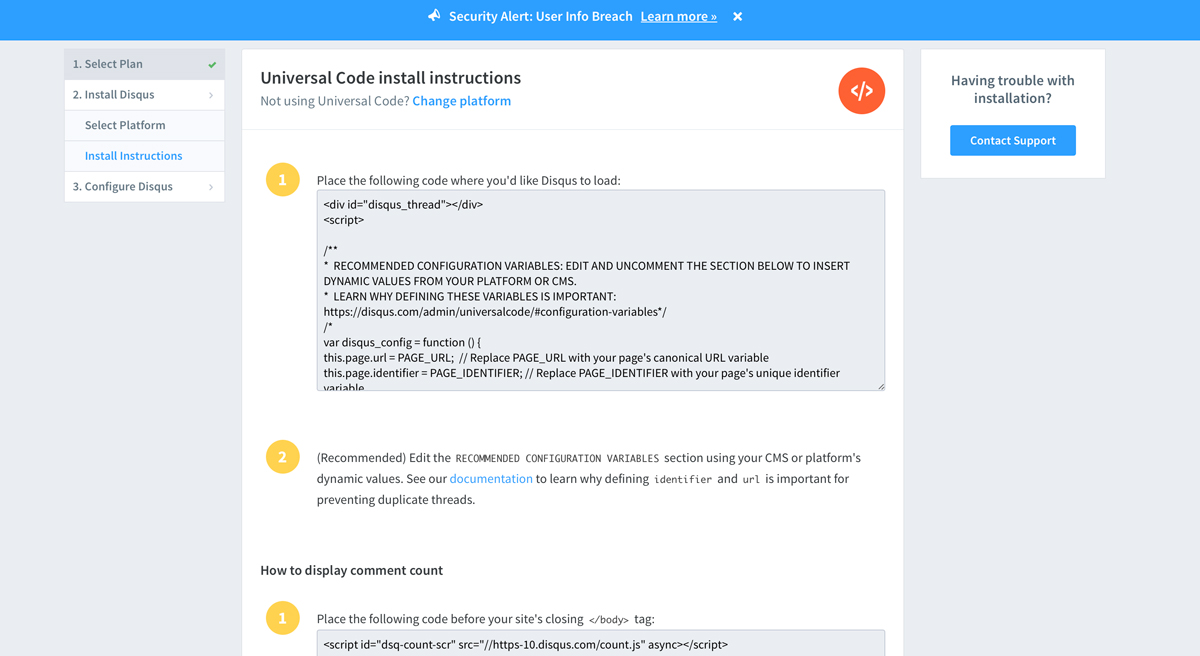 Security Alert: User Info Breach Learn more » ×
1. Select Plan
2. Install Disqus
Select Platform
Install Instructions
3. Configure Disqus
Universal Code install instructions
Not using Universal Code? Change platform
</>
1
Place the following code where you'd like Disqus to load:
<div id="disqus_thread"></div>
<script>
/**
*  RECOMMENDED CONFIGURATION VARIABLES: EDIT AND UNCOMMENT THE SECTION BELOW TO INSERT
DYNAMIC VALUES FROM YOUR PLATFORM OR CMS.
*  LEARN WHY DEFINING THESE VARIABLES IS IMPORTANT:
https://disqus.com/admin/universalcode/#configuration-variables*/
/*
var disqus_config = function () {
this.page.url = PAGE_URL;  // Replace PAGE_URL with your page's canonical URL variable
this.page.identifier = PAGE_IDENTIFIER; // Replace PAGE_IDENTIFIER with your page's unique identifier
variable
2
(Recommended) Edit the RECOMMENDED CONFIGURATION VARIABLES section using your CMS or platform's
dynamic values. See our documentation to learn why defining identifier and url is important for
preventing duplicate threads.
How to display comment count
1
Place the following code before your site's closing </body> tag:
<script id="dsq-count-scr" src="//https-10.disqus.com/count.js" async></script>
Having trouble with
installation?
Contact Support